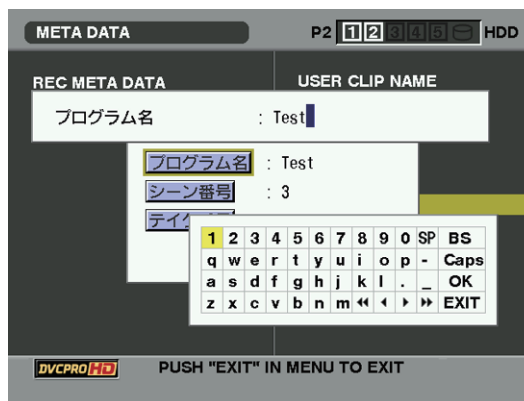 META DATA P2 1 2 3 4 5 HDD
REC META DATA USER CLIP NAME
プログラム名 : Test
プログラム名 : Test
シーン番号 : 3
1 2 3 4 5 6 7 8 9 0 SP BS
q w e r t y u i o p - Caps
a s d f g h j k l . _ OK
z x c v b n m EXIT
DVCPRO HD PUSH "EXIT" IN MENU TO EXIT